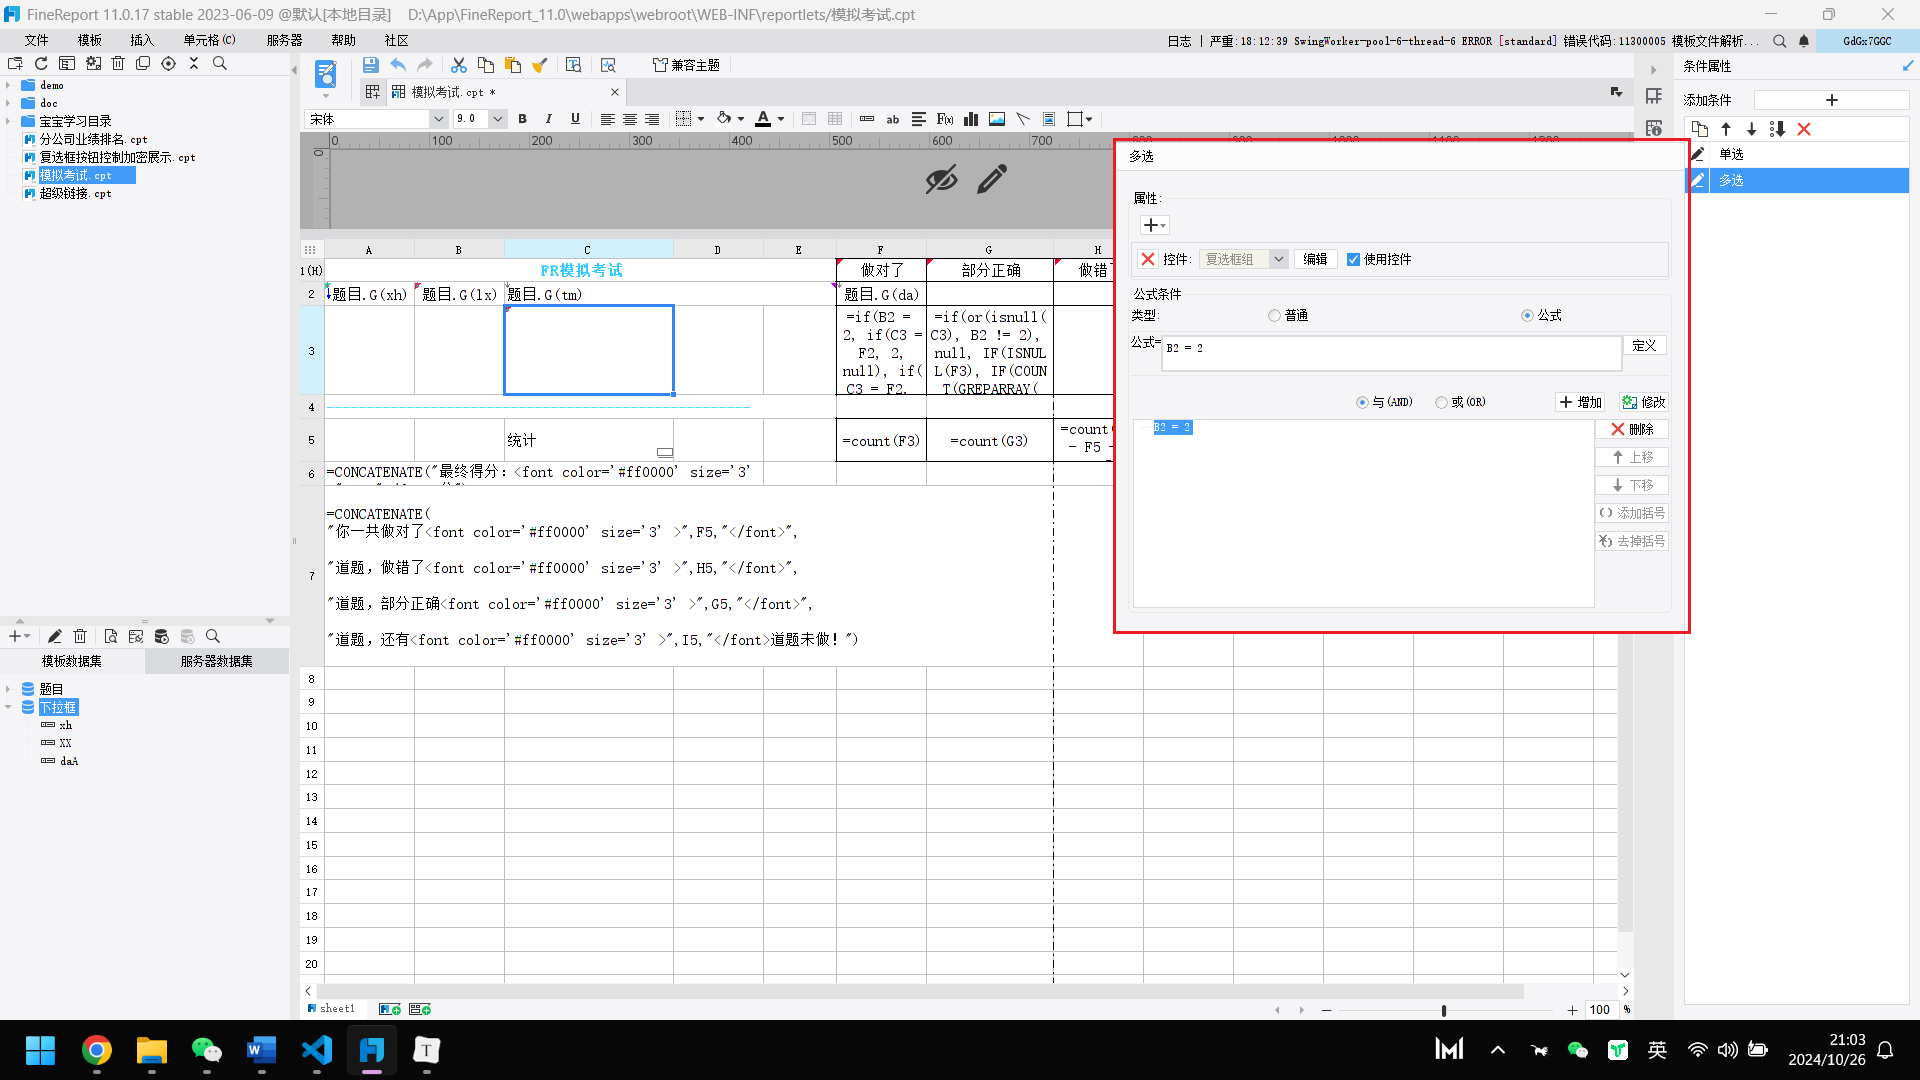 FineReport 11.0.17 stable 2023-06-09 @默认[本地目录]    D:\App\FineReport_11.0\webapps\webroot\WEB-INF\reportlets/模拟考试.cpt
文件 模板 插入 单元格(C) 服务器 帮助 社区
日志 | 严重:18:12:39 SwingWorker-pool-6-thread-6 ERROR [standard] 错误代码:11300005 模板文件解析...
GdGx7GGC
demo
doc
宝宝学习目录
分公司业绩排名.cpt
复选框按钮控制加密展示.cpt
模拟考试.cpt
超级链接.cpt
兼容主题
模拟考试.cpt *
宋体 9.0 B I U
0 100 200 300 400 500 600 700
0
A B C D E F G H
1(H) FR模拟考试 做对了 部分正确 做错
2 题目.G(xh) 题目.G(lx) 题目.G(tm) 题目.G(da)
3
=if(B2 =
2, if(C3 =
F2, 2,
null), if(
C3 = F2,
=if(or(isnull(
C3), B2 != 2),
null, IF(ISNUL
L(F3), IF(COUN
T(GREPARRAY(
4
5 统计 =count(F3) =count(G3) =count(
- F5 -
6 =CONCATENATE("最终得分：<font color='#ff0000' size='3'
7
=CONCATENATE(
"你一共做对了<font color='#ff0000' size='3' >",F5,"</font>",
"道题，做错了<font color='#ff0000' size='3' >",H5,"</font>",
"道题，部分正确<font color='#ff0000' size='3' >",G5,"</font>",
"道题，还有<font color='#ff0000' size='3' >",I5,"</font>道题未做！")
8
9
10
11
12
13
14
15
16
17
18
19
20
sheet1
100 %
模板数据集 服务器数据集
题目
下拉框
xh
XX
daA
多选
属性:
控件: 复选框组 编辑 使用控件
公式条件
类型: 普通 公式
公式= B2 = 2 定义
与(AND) 或(OR) 增加 修改
B2 = 2
删除
上移
下移
添加括号
去掉括号
条件属性
添加条件
单选
多选
英
21:03
2024/10/26